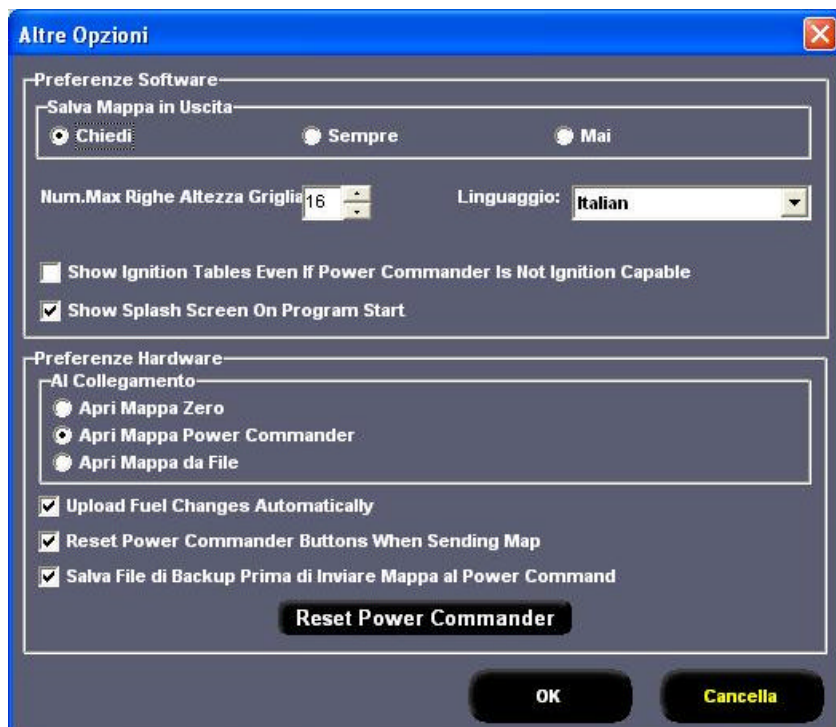 Altre Opzioni
Preferenze Software
Salva Mappa in Uscita
Chiedi Sempre Mai
Num.Max Righe Altezza Griglia 16 Linguaggio: Italian
Show Ignition Tables Even If Power Commander Is Not Ignition Capable
Show Splash Screen On Program Start
Preferenze Hardware
Al Collegamento
Apri Mappa Zero
Apri Mappa Power Commander
Apri Mappa da File
Upload Fuel Changes Automatically
Reset Power Commander Buttons When Sending Map
Salva File di Backup Prima di Inviare Mappa al Power Command
Reset Power Commander
OK Cancella